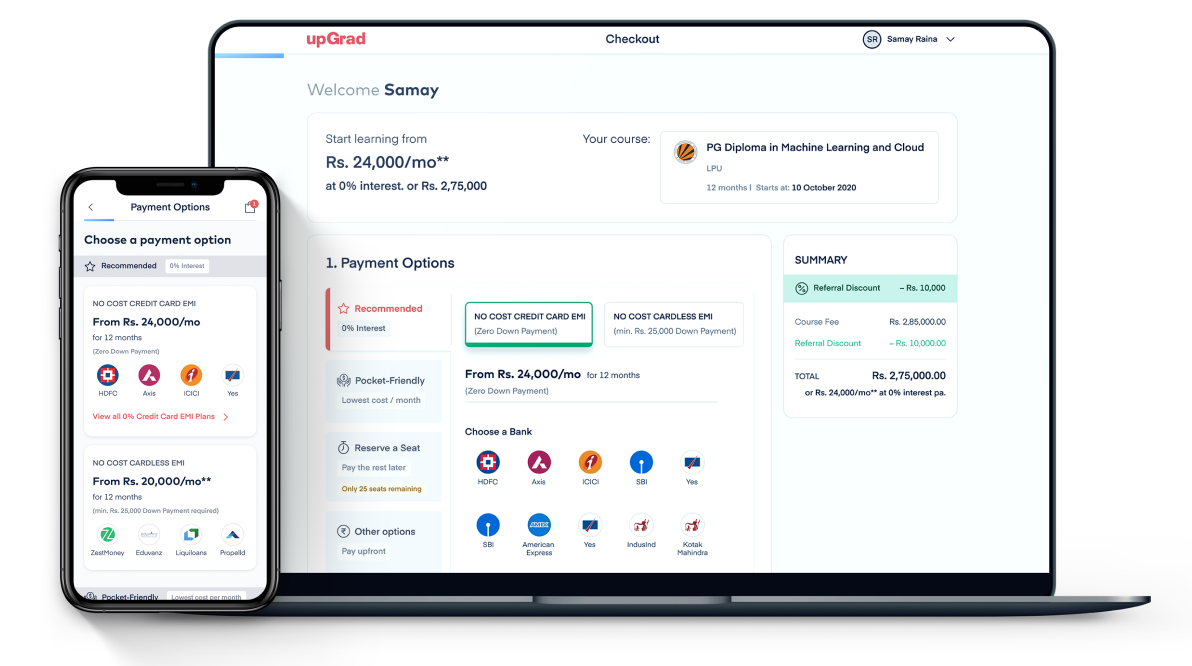 upGrad
Checkout
SR
Samay Raina
Welcome Samay
Start learning from
Rs. 24,000/mo**
at 0% interest. or Rs. 2,75,000
Your course:
PG Diploma in Machine Learning and Cloud
LPU
12 months | Starts at: 10 October 2020
1. Payment Options
Recommended
0% Interest
Pocket-Friendly
Lowest cost / month
Reserve a Seat
Pay the rest later
Only 25 seats remaining
Other options
Pay upfront
NO COST CREDIT CARD EMI
(Zero Down Payment)
NO COST CARDLESS EMI
(min. Rs. 25,000 Down Payment)
From Rs. 24,000/mo for 12 months
(Zero Down Payment)
Choose a Bank
HDFC
Axis
ICICI
SBI
Yes
SBI
AMEX
American
Express
Yes
IndusInd
Kotak
Mahindra
SUMMARY
Referral Discount – Rs. 10,000
Course Fee Rs. 2,85,000.00
Referral Discount – Rs. 10,000.00
TOTAL Rs. 2,75,000.00
or Rs. 24,000/mo** at 0% interest pa.
Payment Options
1
Choose a payment option
Recommended
0% Interest
NO COST CREDIT CARD EMI
From Rs. 24,000/mo
for 12 months
(Zero Down Payment)
HDFC
Axis
ICICI
Yes
View all 0% Credit Card EMI Plans
NO COST CARDLESS EMI
From Rs. 20,000/mo**
for 12 months
(min. Rs. 25,000 Down Payment required)
ZestMoney
Eduvanz
Liquiloans
Propelld
Pocket-Friendly
Lowest cost per month